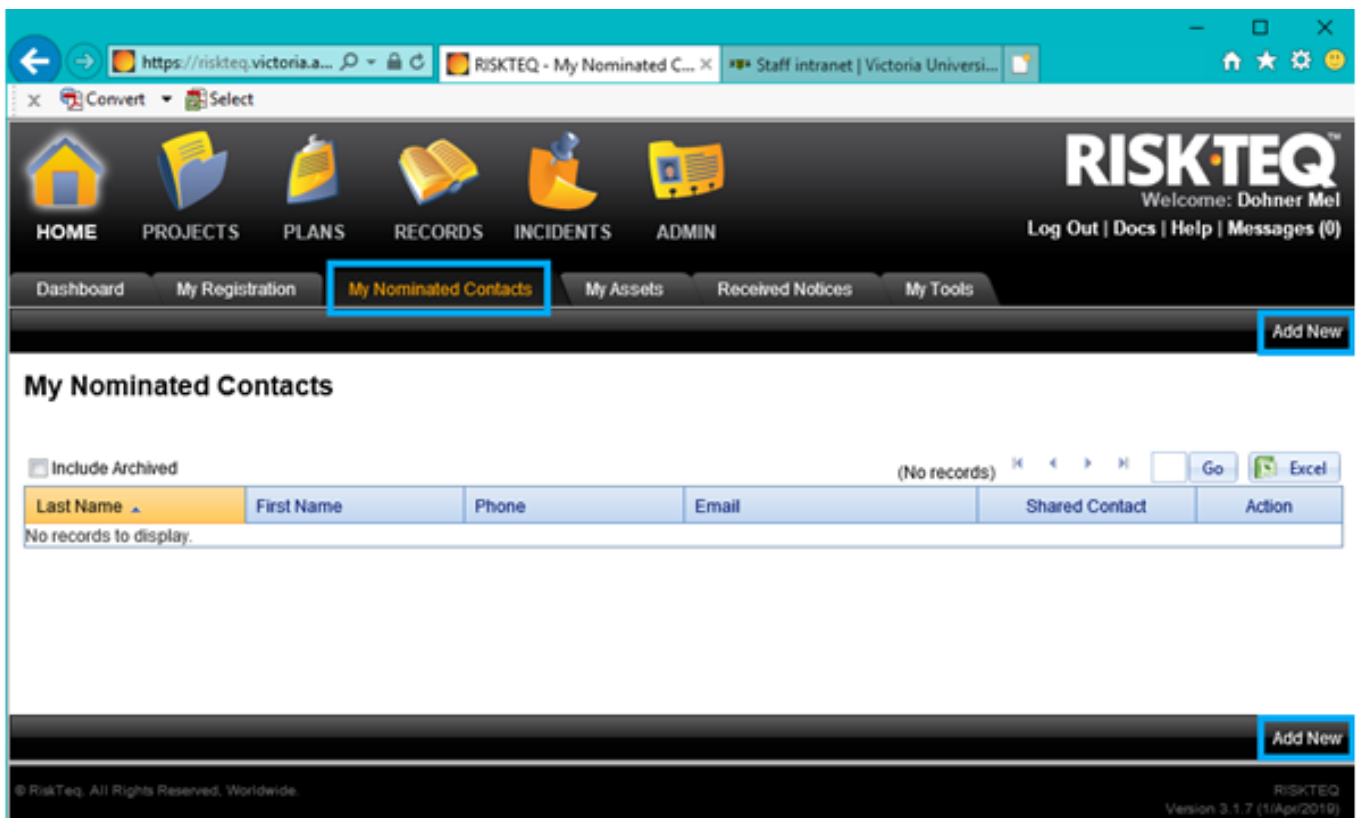 https://riskteq.victoria.a...
RISKTEQ - My Nominated C...
Staff intranet | Victoria Universi...
x Convert Select
RISKTEQ™
Welcome: Dohner Mel
HOME PROJECTS PLANS RECORDS INCIDENTS ADMIN
Log Out | Docs | Help | Messages (0)
Dashboard My Registration My Nominated Contacts My Assets Received Notices My Tools
Add New
My Nominated Contacts
Include Archived (No records) Go Excel
Last Name First Name Phone Email Shared Contact Action
No records to display.
Add New
© RiskTeq. All Rights Reserved, Worldwide. RISKTEQ
Version 3.1.7 (1/Apr/2019)